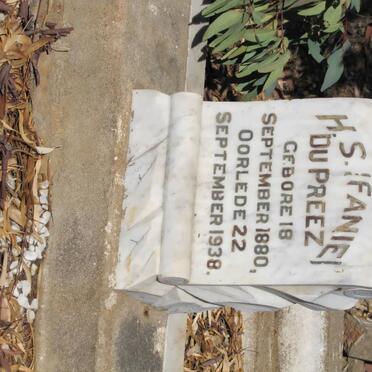 H.S. (FANIE)
DU PREEZ
GEBORE 18
SEPTEMBER 1880,
OORLEDE 22
SEPTEMBER 1938.